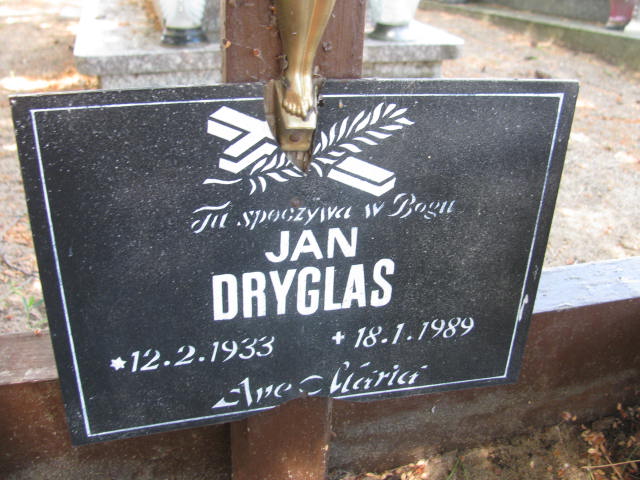 Tu spoczywa w Bogu
JAN
DRYGLAS
*12.2.1933 +18.1.1989
Ave Maria